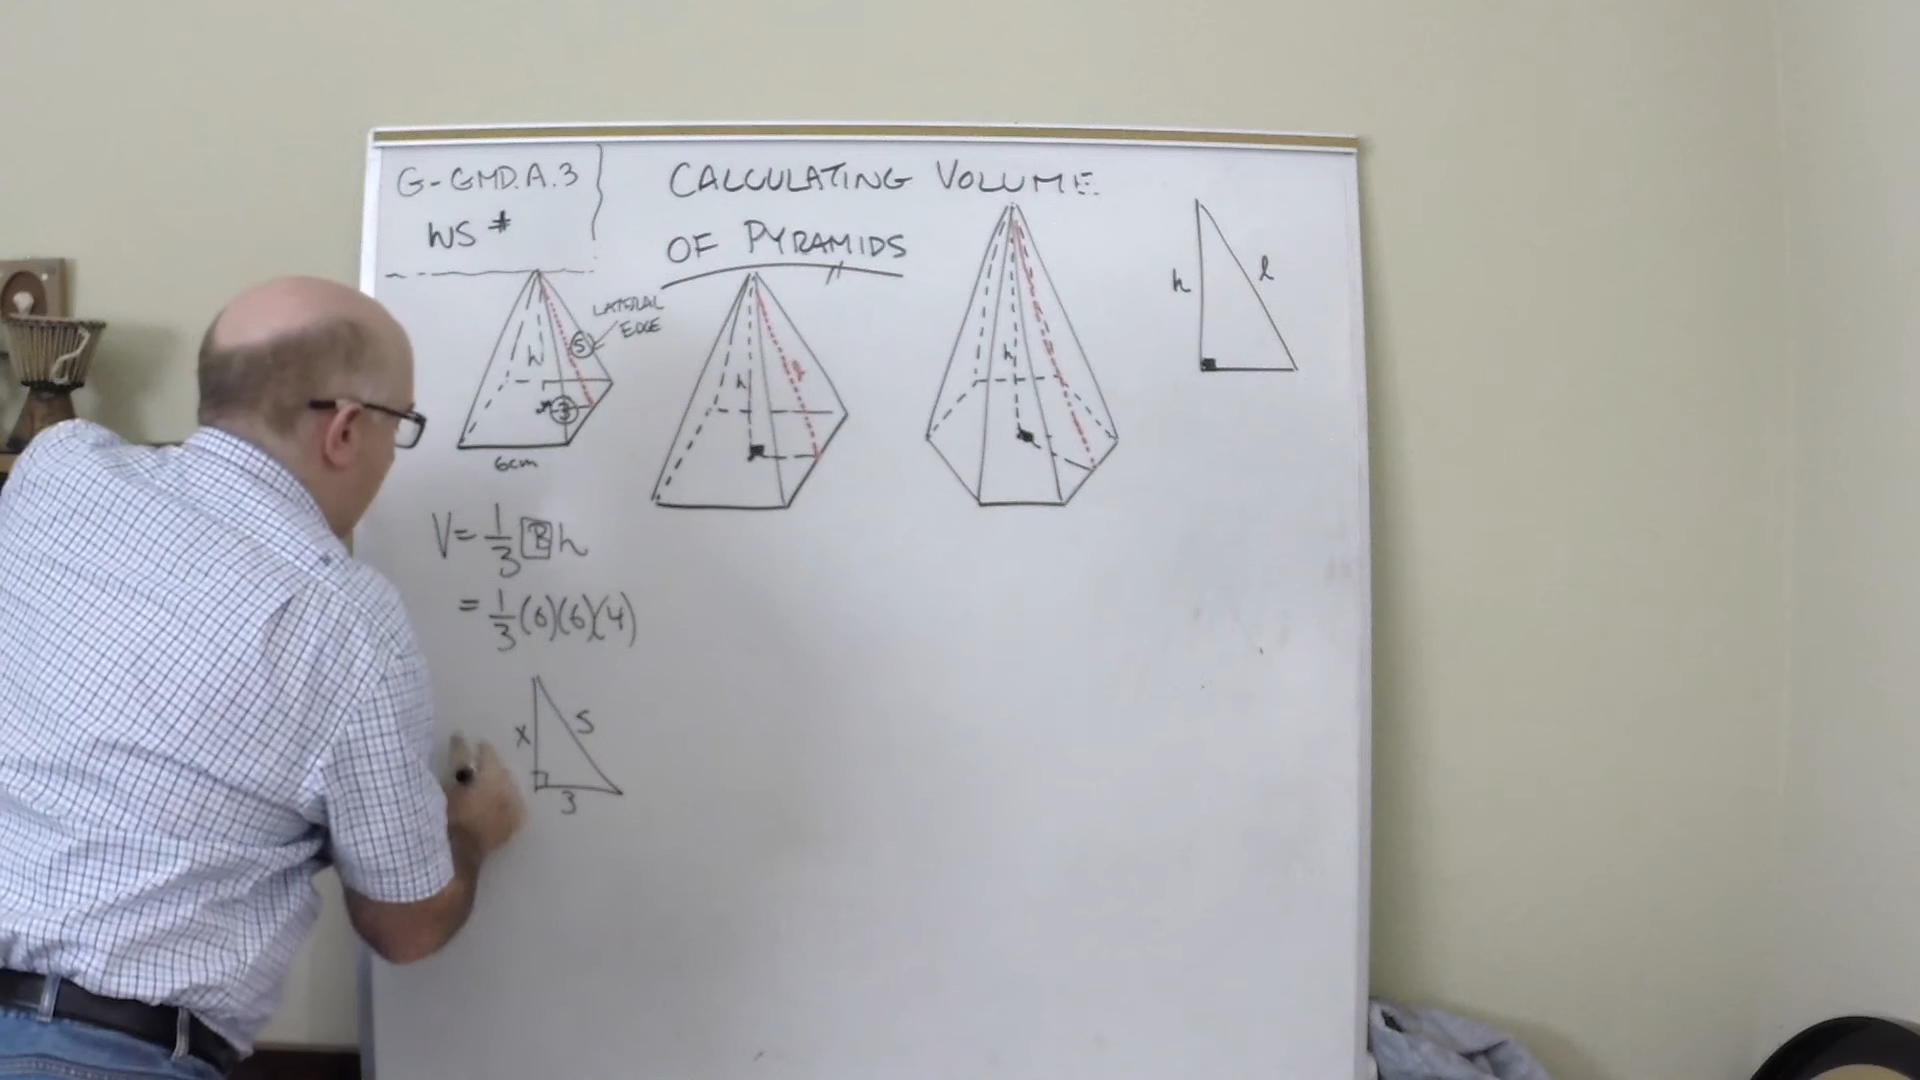 G-GMD.A.3
WS #
CALCULATING VOLUME
OF PYRAMIDS
LATERAL
EDGE
h
5
3
6cm
h
l
h
l
h
l
V = 1/3 B h
= 1/3 (6)(6)(4)
x
5
3